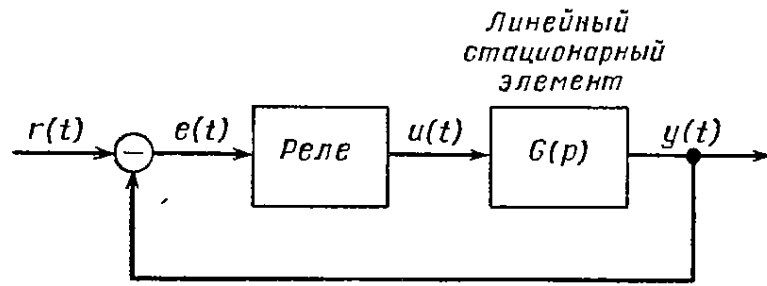 Линейный
стационарный
элемент
r(t)
e(t)
Реле
u(t)
G(p)
y(t)